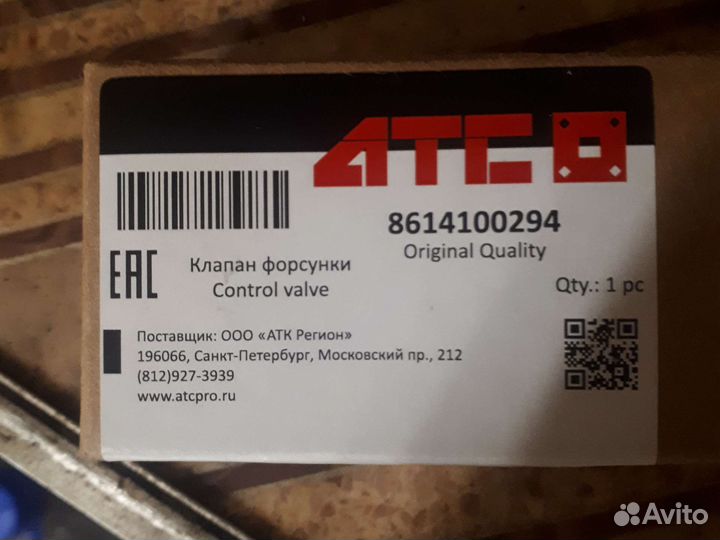 ATC
8614100294
Original Quality
EAC
Клапан форсунки
Control valve
Qty.: 1 pc
Поставщик: ООО «АТК Регион»
196066, Санкт-Петербург, Московский пр., 212
(812)927-3939
www.atcpro.ru
Avito